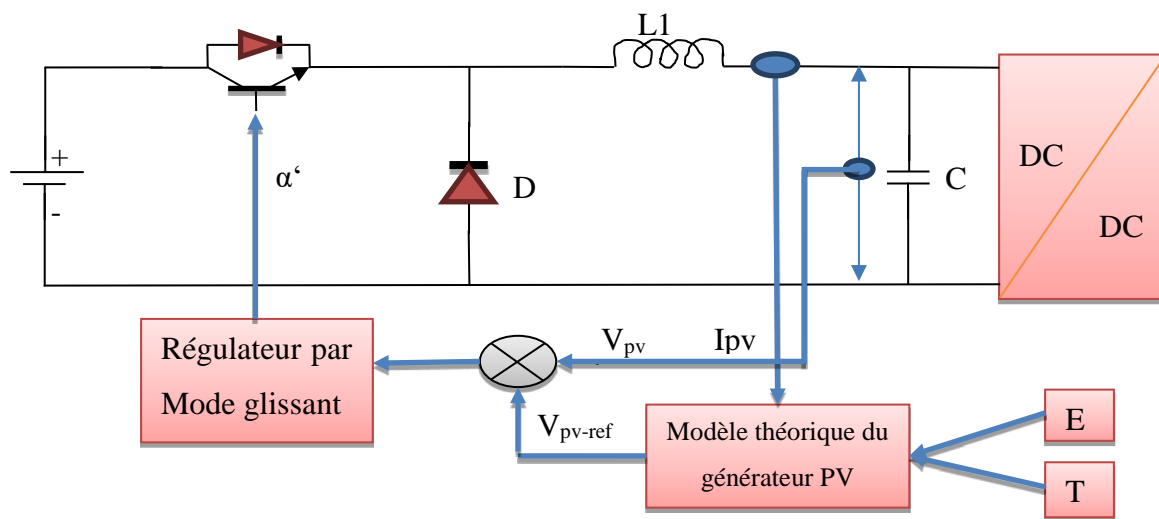 L1
+
-
α‘
D
C
DC
DC
Régulateur par
Mode glissant
Vpv
Ipv
Vpv-ref
Modèle théorique du
générateur PV
E
T